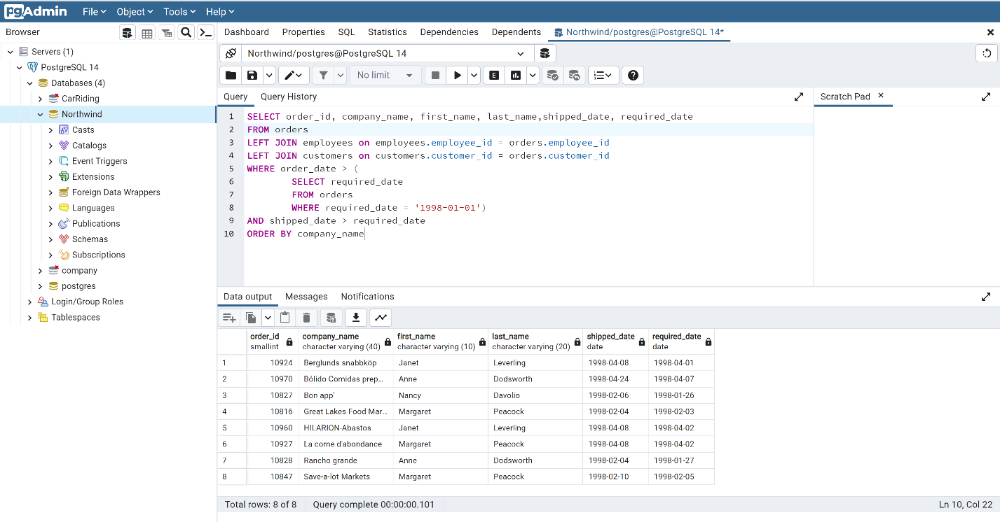 pgAdmin File Object Tools Help
Browser
Dashboard Properties SQL Statistics Dependencies Dependents Northwind/postgres@PostgreSQL 14*
Servers (1)
PostgreSQL 14
Databases (4)
CarRiding
Northwind
Casts
Catalogs
Event Triggers
Extensions
Foreign Data Wrappers
Languages
Publications
Schemas
Subscriptions
company
postgres
Login/Group Roles
Tablespaces
Northwind/postgres@PostgreSQL 14
No limit E
Query Query History
Scratch Pad
1 SELECT order_id, company_name, first_name, last_name,shipped_date, required_date
2 FROM orders
3 LEFT JOIN employees on employees.employee_id = orders.employee_id
4 LEFT JOIN customers on customers.customer_id = orders.customer_id
5 WHERE order_date > (
6 SELECT required_date
7 FROM orders
8 WHERE required_date = '1998-01-01')
9 AND shipped_date > required_date
10 ORDER BY company_name
Data output Messages Notifications
order_id company_name first_name last_name shipped_date required_date
smallint character varying (40) character varying (10) character varying (20) date date
1 10924 Berglunds snabbköp Janet Leverling 1998-04-08 1998-04-01
2 10970 Bólido Comidas prep... Anne Dodsworth 1998-04-24 1998-04-07
3 10827 Bon app' Nancy Davolio 1998-02-06 1998-01-26
4 10816 Great Lakes Food Mar... Margaret Peacock 1998-02-04 1998-02-03
5 10960 HILARION-Abastos Janet Leverling 1998-04-08 1998-04-02
6 10927 La corne d'abondance Margaret Peacock 1998-04-08 1998-04-02
7 10828 Rancho grande Anne Dodsworth 1998-02-04 1998-01-27
8 10847 Save-a-lot Markets Margaret Peacock 1998-02-10 1998-02-05
Total rows: 8 of 8 Query complete 00:00:00.101 Ln 10, Col 22